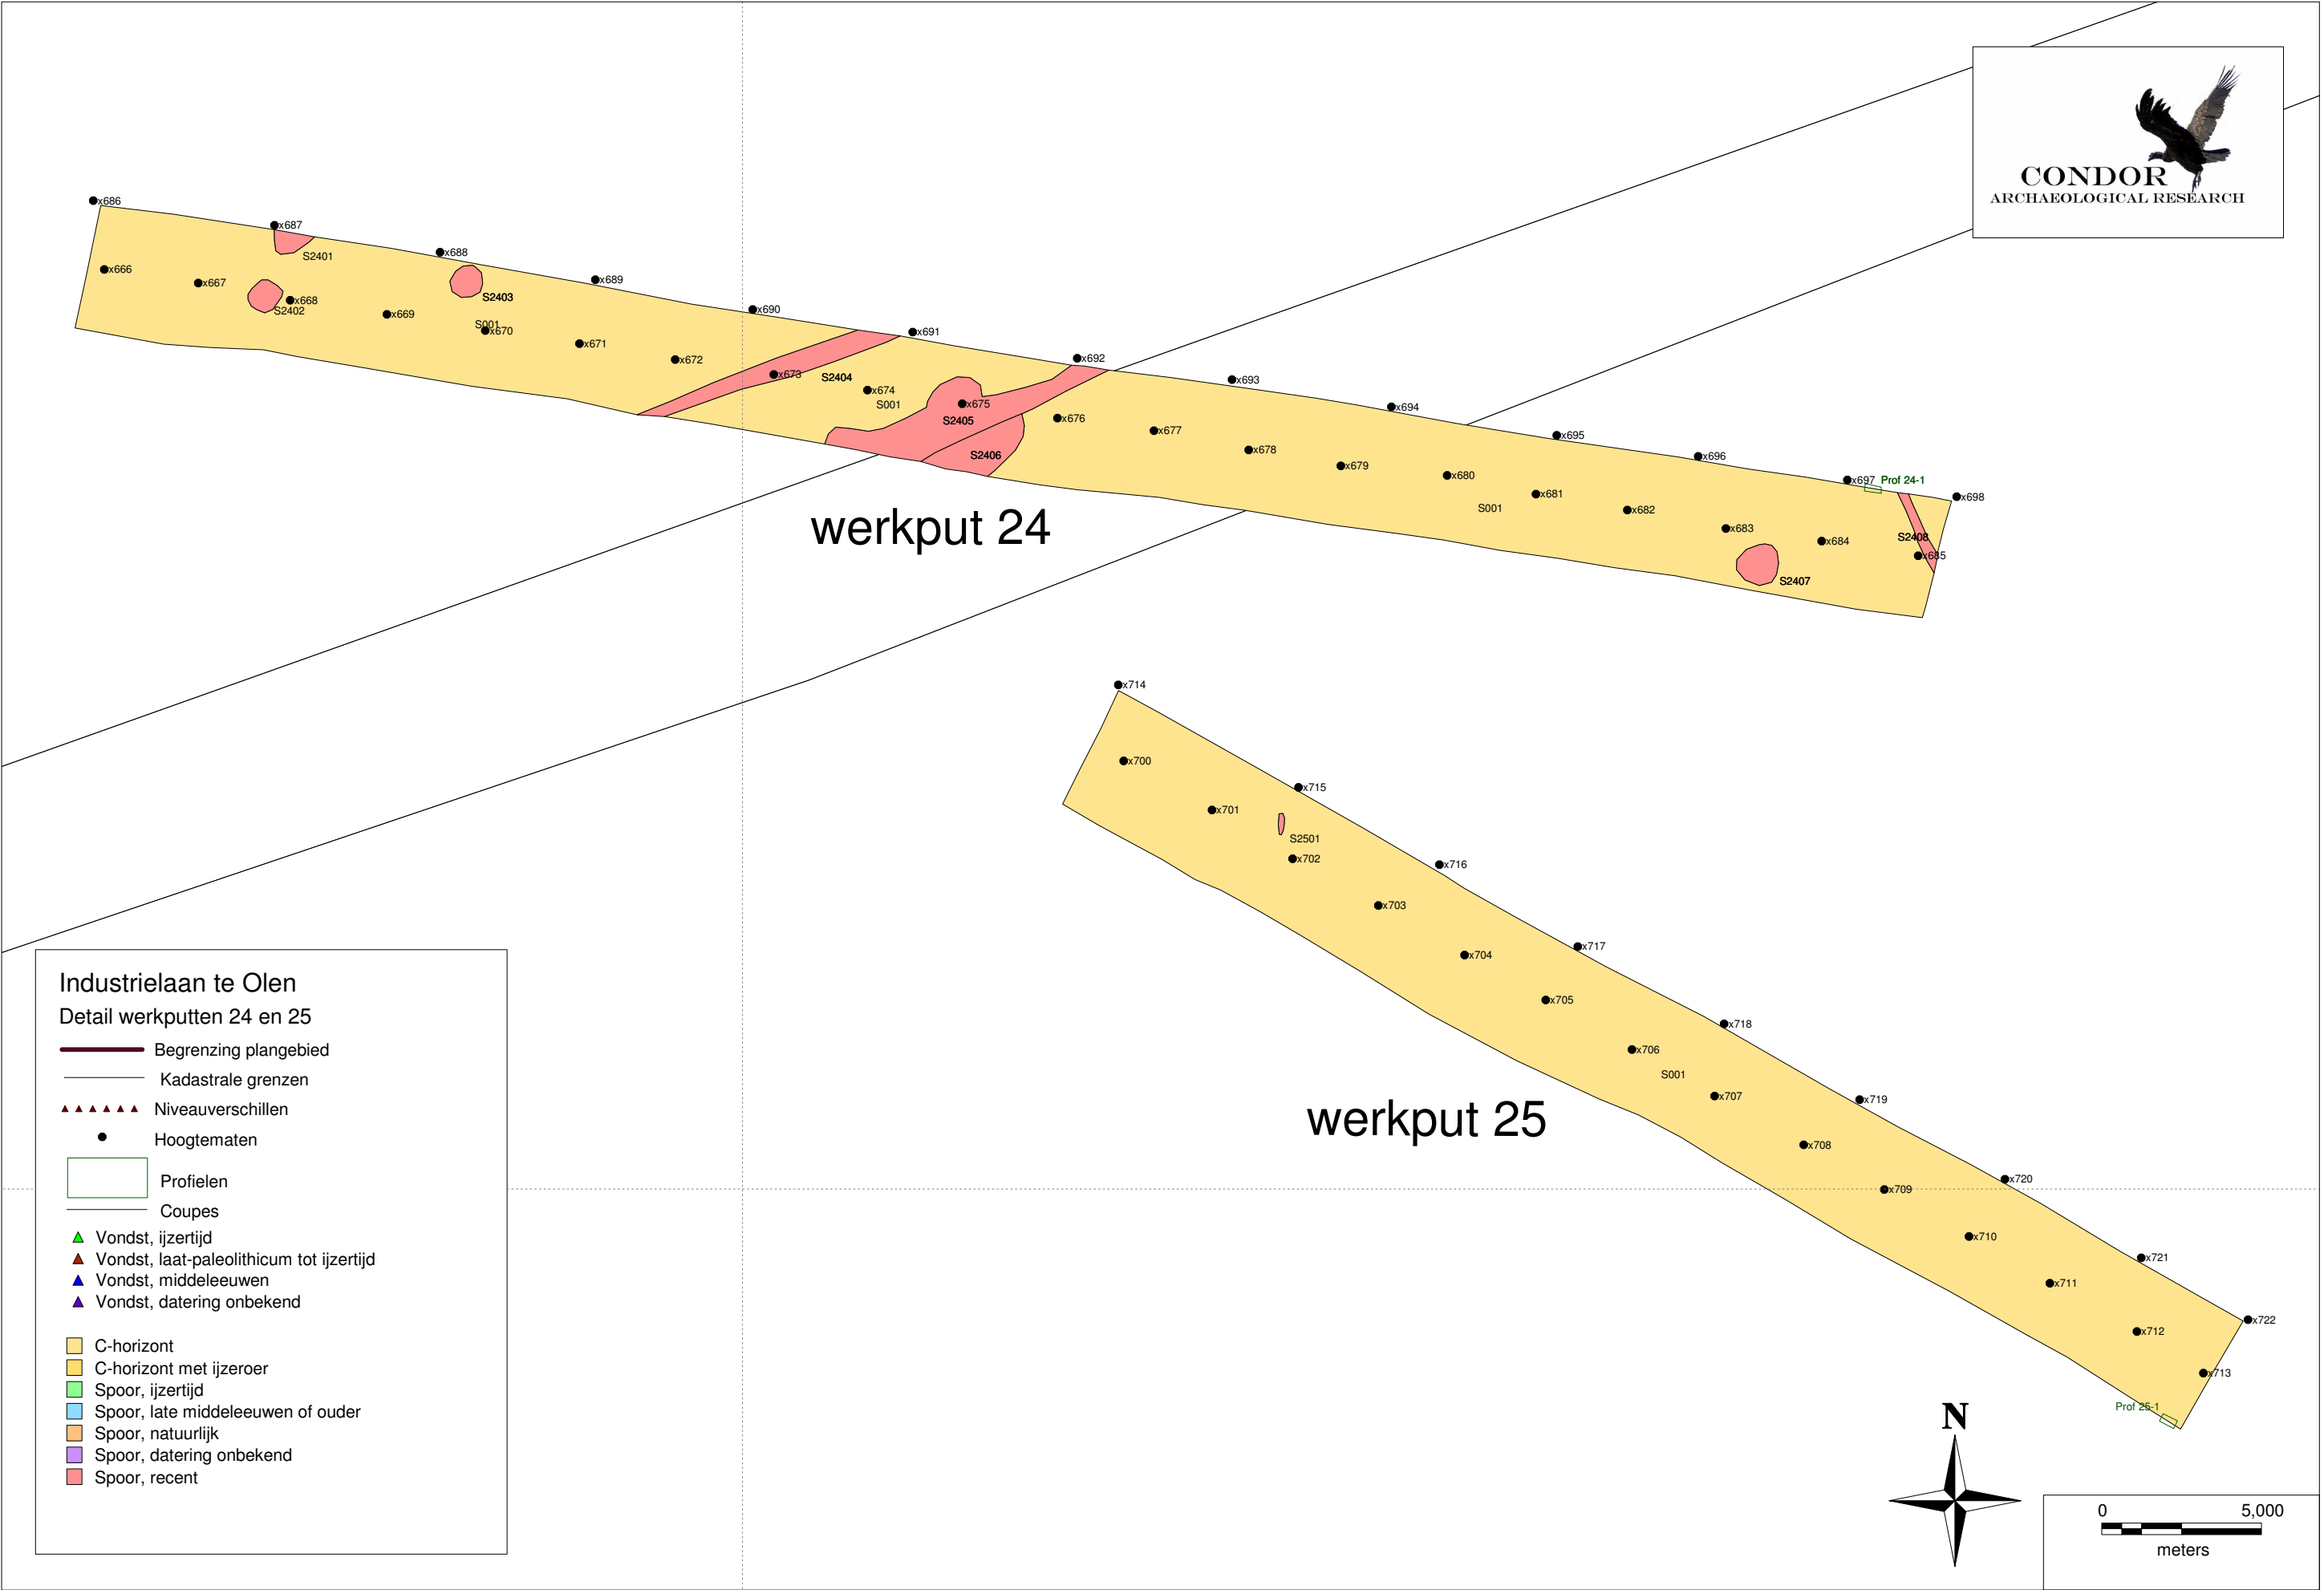 CONDOR
ARCHAEOLOGICAL RESEARCH
x686
x687
S2401
x688
x666
x667
x668
S2402
S2403
x689
x669
S001
x670
x690
x671
x691
x672
x673
S2404
x674
S001
x692
x675
S2405
x693
x676
S2406
x694
x677
x695
x678
x696
x679
x680
x697
Prof 24-1
x698
x681
S001
x682
x683
S2408
x684
x685
S2407
werkput 24
x714
x700
x715
x701
S2501
x702
x716
x703
x717
x704
x705
x718
x706
S001
x707
x719
werkput 25
x708
x720
x709
x710
x721
x711
x722
x712
x713
Prof 25-1
Industrielaan te Olen
Detail werkputten 24 en 25
Begrenzing plangebied
Kadastrale grenzen
Niveauverschillen
Hoogtematen
Profielen
Coupes
Vondst, ijzertijd
Vondst, laat-paleolithicum tot ijzertijd
Vondst, middeleeuwen
Vondst, datering onbekend
C-horizont
C-horizont met ijzeroer
Spoor, ijzertijd
Spoor, late middeleeuwen of ouder
Spoor, natuurlijk
Spoor, datering onbekend
Spoor, recent
N
0 5,000
meters